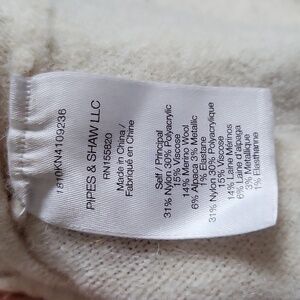 1810KN4109236
PIPES & SHAW LLC
RN155820
Made in China /
Fabriqué en Chine
Self / Principal
31% Nylon 30% Polyacrylic
15% Viscose
14% Merino Wool
6% Alpaca 3% Metallic
1% Elastane
31% Nylon 30% Polyacrylique
15% Viscose
14% Laine Mérinos
6% Laine d'alpaga
3% Métallique
1% Élasthanne